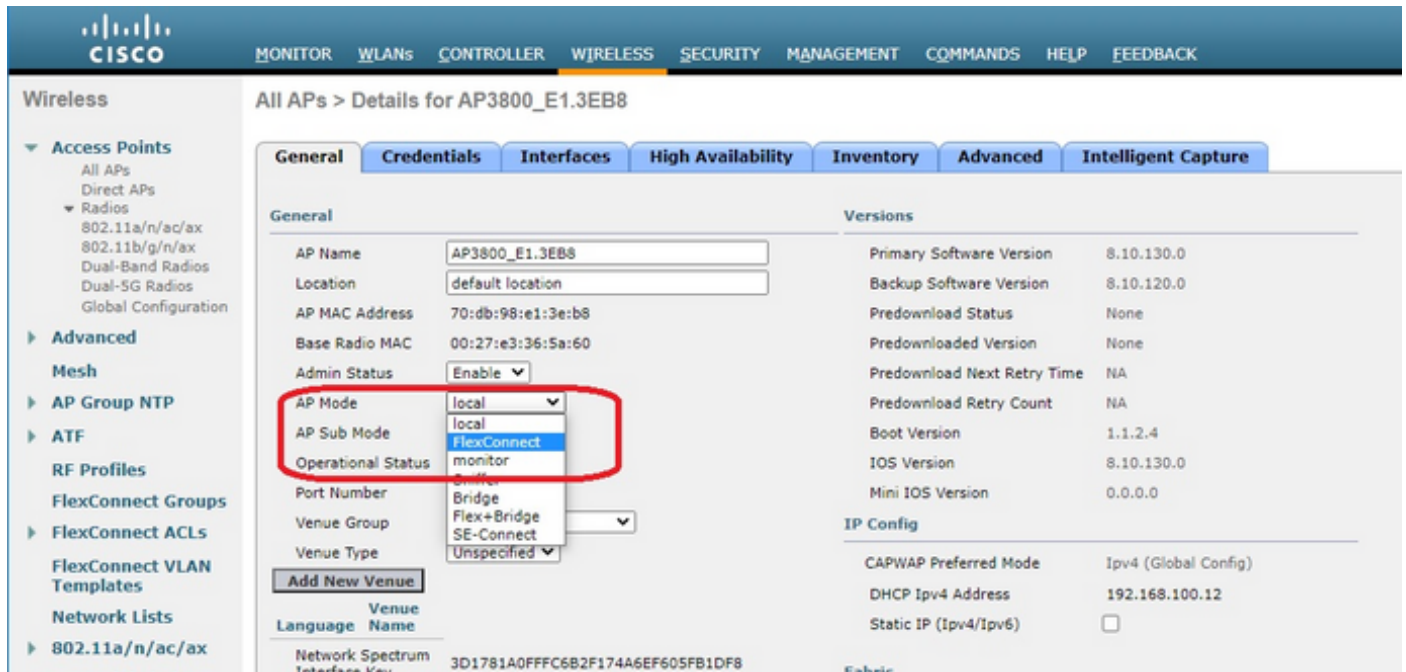 CISCO
MONITOR WLANs CONTROLLER WIRELESS SECURITY MANAGEMENT COMMANDS HELP FEEDBACK
Wireless
Access Points
All APs
Direct APs
Radios
802.11a/n/ac/ax
802.11b/g/n/ax
Dual-Band Radios
Dual-5G Radios
Global Configuration
Advanced
Mesh
AP Group NTP
ATF
RF Profiles
FlexConnect Groups
FlexConnect ACLs
FlexConnect VLAN
Templates
Network Lists
802.11a/n/ac/ax
All APs > Details for AP3800_E1.3EB8
General Credentials Interfaces High Availability Inventory Advanced Intelligent Capture
General
AP Name AP3800_E1.3EB8
Location default location
AP MAC Address 70:db:98:e1:3e:b8
Base Radio MAC 00:27:e3:36:5a:60
Admin Status Enable
AP Mode local
local
AP Sub Mode
FlexConnect
Operational Status monitor
Sniffer
Port Number
Bridge
Venue Group Flex+Bridge
SE-Connect
Venue Type Unspecified
Add New Venue
Language Venue
Name
Network Spectrum
Interface Key 3D1781A0FFFC6B2F174A6EF605FB1DF8
Versions
Primary Software Version 8.10.130.0
Backup Software Version 8.10.120.0
Predownload Status None
Predownloaded Version None
Predownload Next Retry Time NA
Predownload Retry Count NA
Boot Version 1.1.2.4
IOS Version 8.10.130.0
Mini IOS Version 0.0.0.0
IP Config
CAPWAP Preferred Mode Ipv4 (Global Config)
DHCP Ipv4 Address 192.168.100.12
Static IP (Ipv4/Ipv6)
Fabric